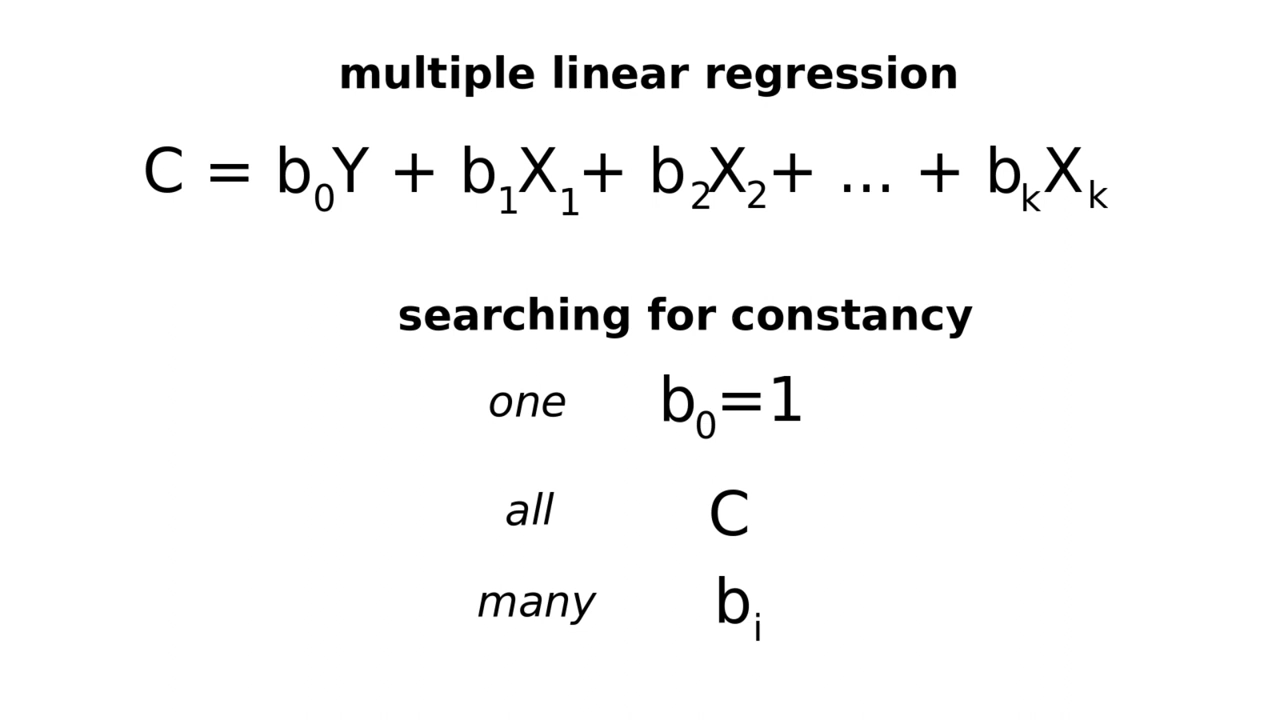 multiple linear regression
C = b₀Y + b₁X₁+ b₂X₂+ ... + bₖXₖ
searching for constancy
one b₀=1
all C
many bᵢ